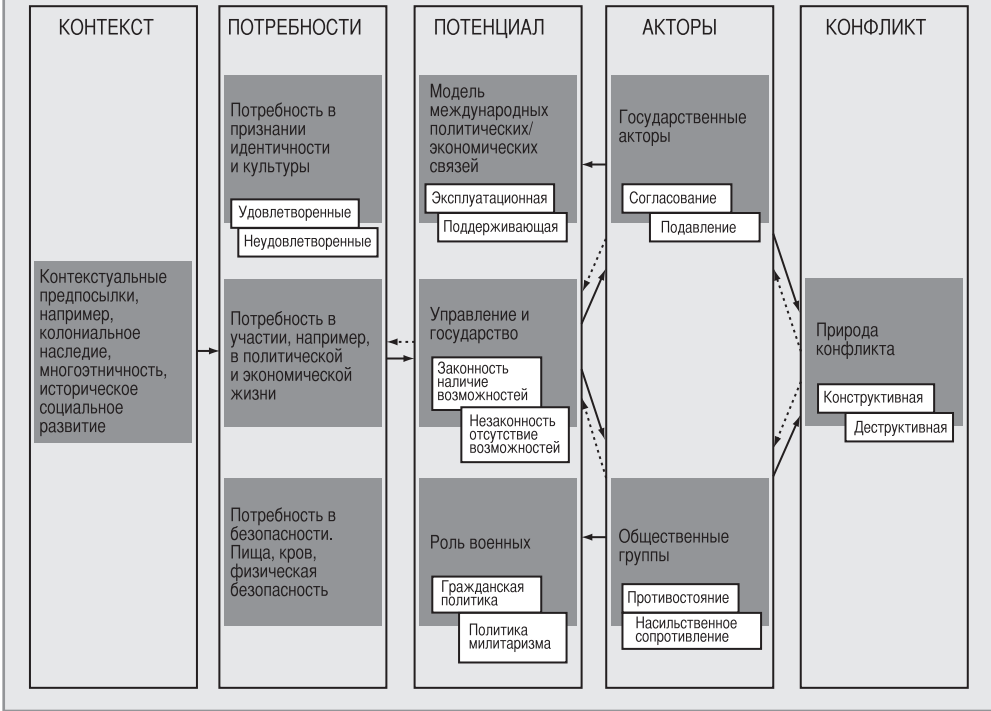 КОНТЕКСТ
Контекстуальные
предпосылки,
например,
колониальное
наследие,
многоэтничность,
историческое
социальное
развитие
ПОТРЕБНОСТИ
Потребность в
признании
идентичности
и культуры
Удовлетворенные
Неудовлетворенные
Потребность в
участии, например,
в политической
и экономической
жизни
Потребность в
безопасности.
Пища, кров,
физическая
безопасность
ПОТЕНЦИАЛ
Модель
международных
политических/
экономических
связей
Эксплуатационная
Поддерживающая
Управление и
государство
Законность
наличие
возможностей
Незаконность
отсутствие
возможностей
Роль военных
Гражданская
политика
Политика
милитаризма
АКТОРЫ
Государственные
акторы
Согласование
Подавление
Общественные
группы
Противостояние
Насильственное
сопротивление
КОНФЛИКТ
Природа
конфликта
Конструктивная
Деструктивная